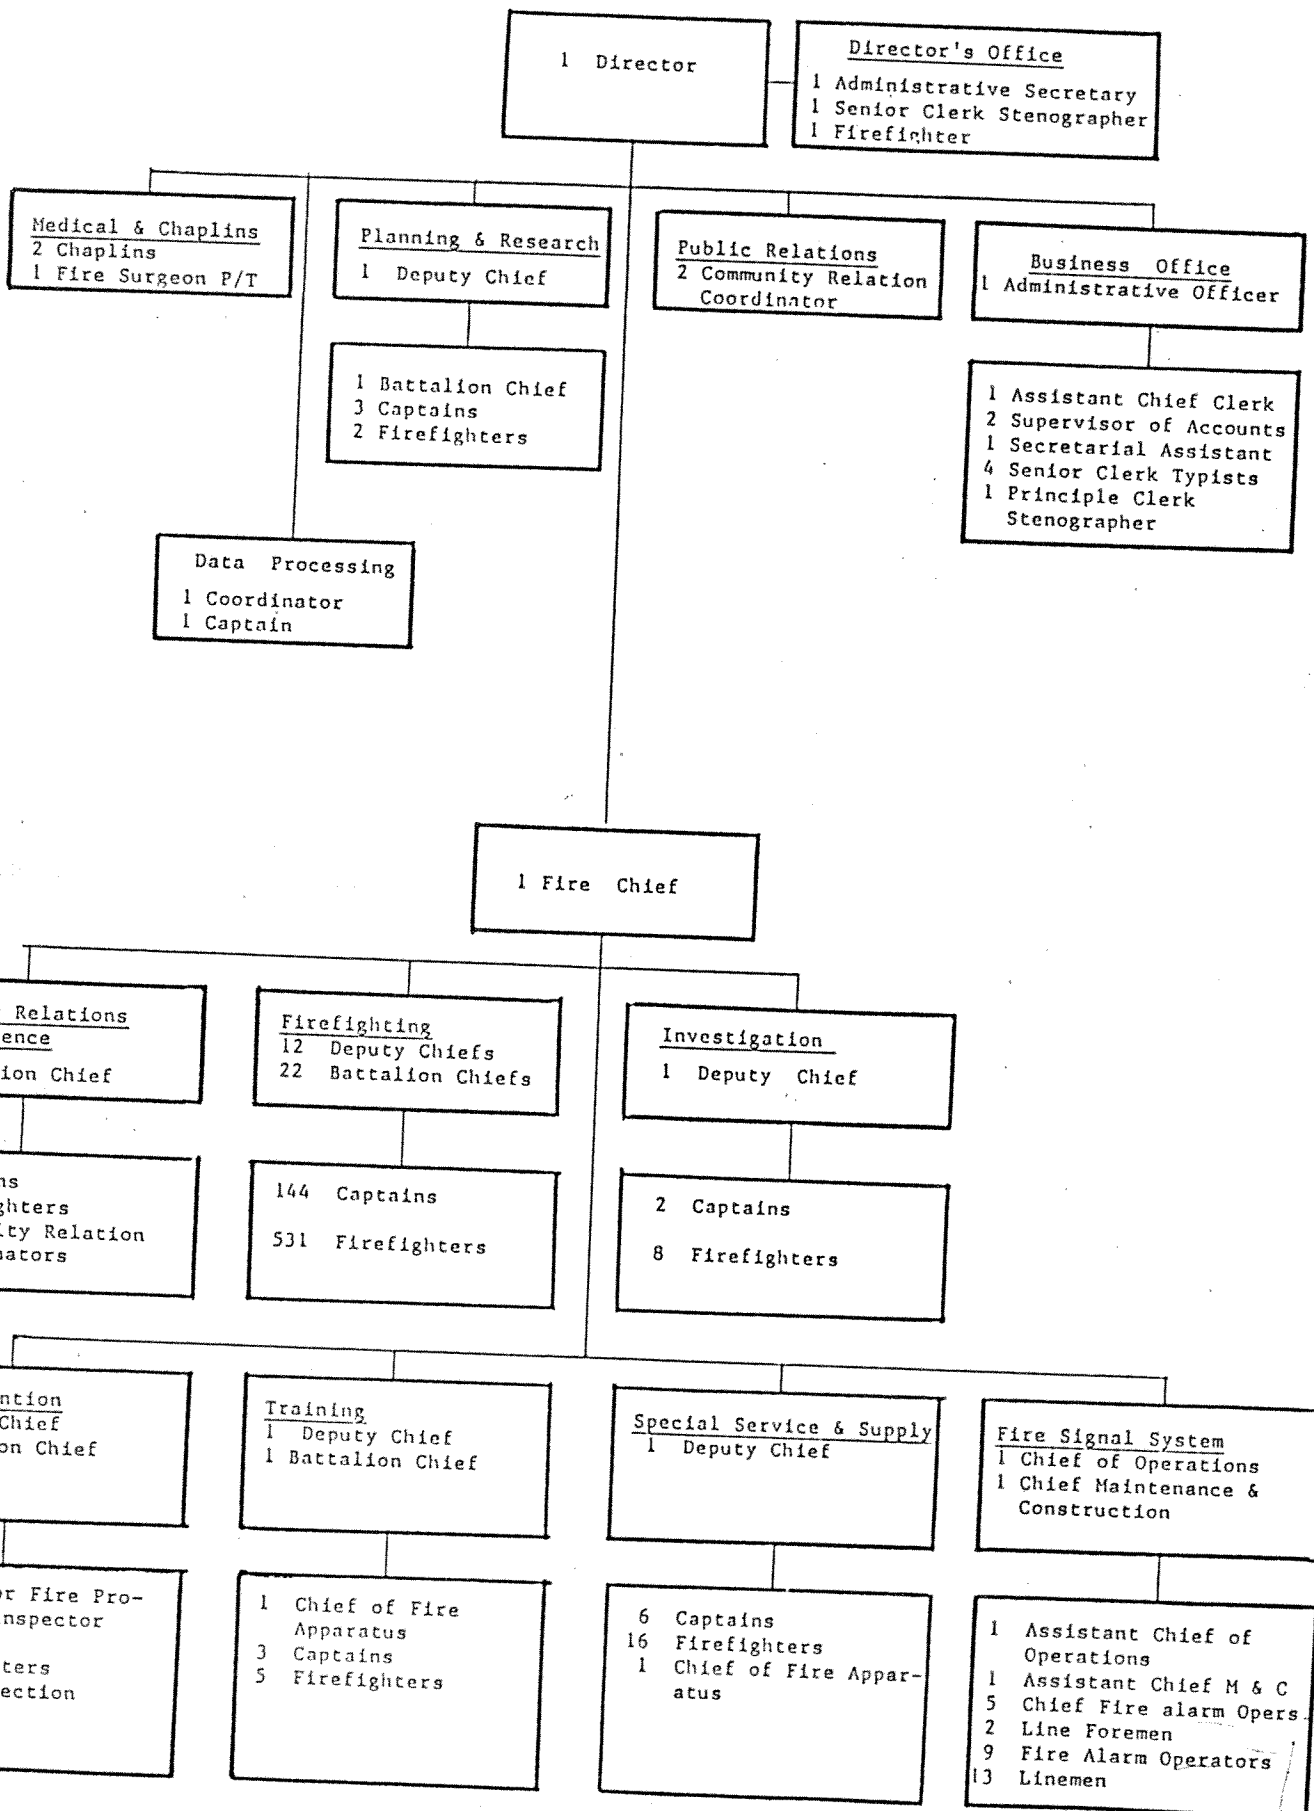 1 Director
Director's Office
1 Administrative Secretary
1 Senior Clerk Stenographer
1 Firefighter
Medical & Chaplins
2 Chaplins
1 Fire Surgeon P/T
Planning & Research
1 Deputy Chief
Public Relations
2 Community Relation
Coordinator
Business Office
1 Administrative Officer
1 Battalion Chief
3 Captains
2 Firefighters
1 Assistant Chief Clerk
2 Supervisor of Accounts
1 Secretarial Assistant
4 Senior Clerk Typists
1 Principle Clerk
Stenographer
Data Processing
1 Coordinator
1 Captain
1 Fire Chief
Relations
ence
ion Chief
Firefighting
12 Deputy Chiefs
22 Battalion Chiefs
Investigation
1 Deputy Chief
ns
ghters
ity Relation
nators
144 Captains
531 Firefighters
2 Captains
8 Firefighters
ntion
Chief
on Chief
Training
1 Deputy Chief
1 Battalion Chief
Special Service & Supply
1 Deputy Chief
Fire Signal System
1 Chief of Operations
1 Chief Maintenance &
Construction
or Fire Pro-
nspector
ters
ection
1 Chief of Fire
Apparatus
3 Captains
5 Firefighters
6 Captains
16 Firefighters
1 Chief of Fire Appar-
atus
1 Assistant Chief of
Operations
1 Assistant Chief M & C
5 Chief Fire alarm Opers.
2 Line Foremen
9 Fire Alarm Operators
13 Linemen